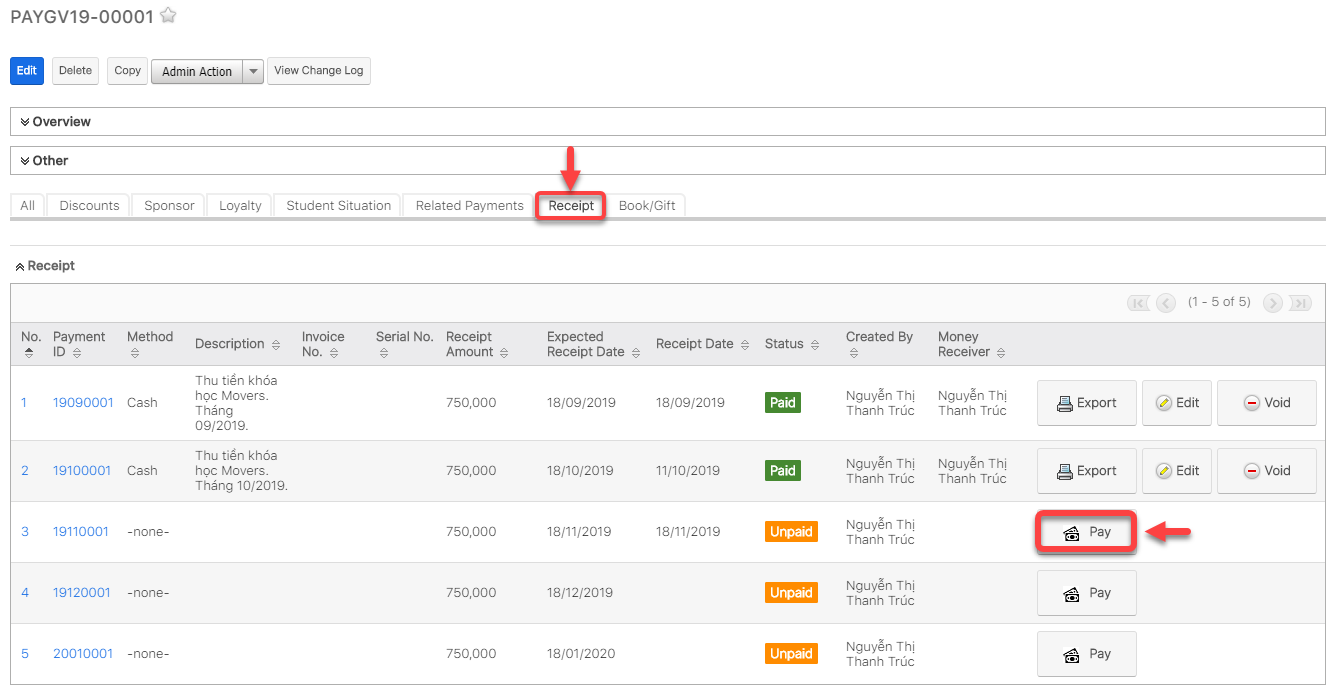 PAYGV19-00001
Edit Delete Copy Admin Action View Change Log
Overview
Other
All Discounts Sponsor Loyalty Student Situation Related Payments Receipt Book/Gift
Receipt
(1 - 5 of 5)
No. Payment ID Method Description Invoice No. Serial No. Receipt Amount Expected Receipt Date Receipt Date Status Created By Money Receiver
1 19090001 Cash Thu tiền khóa học Movers. Tháng 09/2019. 750,000 18/09/2019 18/09/2019 Paid Nguyễn Thị Thanh Trúc Nguyễn Thị Thanh Trúc Export Edit Void
2 19100001 Cash Thu tiền khóa học Movers. Tháng 10/2019. 750,000 18/10/2019 11/10/2019 Paid Nguyễn Thị Thanh Trúc Nguyễn Thị Thanh Trúc Export Edit Void
3 19110001 -none- 750,000 18/11/2019 18/11/2019 Unpaid Nguyễn Thị Thanh Trúc Pay
4 19120001 -none- 750,000 18/12/2019 Unpaid Nguyễn Thị Thanh Trúc Pay
5 20010001 -none- 750,000 18/01/2020 Unpaid Nguyễn Thị Thanh Trúc Pay